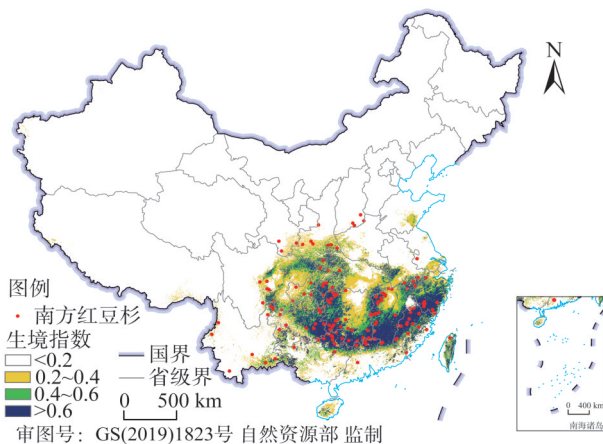 N
图例
南方红豆杉
生境指数
<0.2
0.2~0.4
0.4~0.6
>0.6
国界
省级界
0 500 km
0 400 km
南海诸岛
审图号：GS(2019)1823号 自然资源部 监制